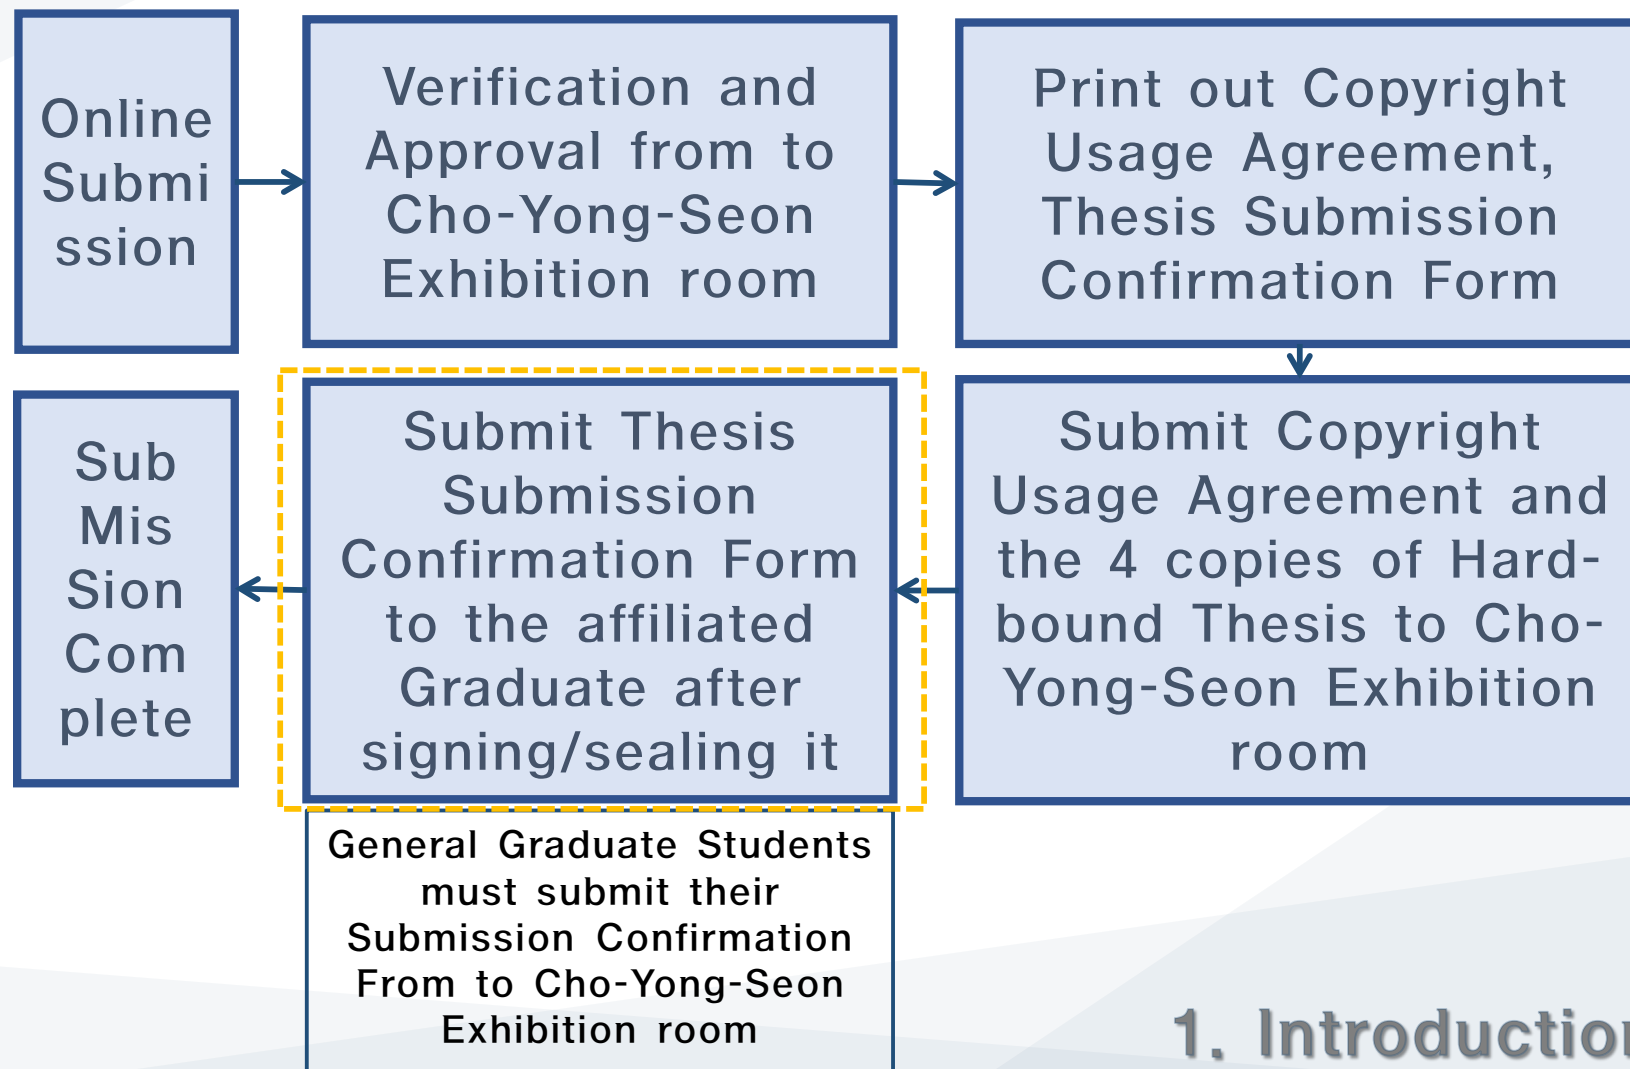 Online
Submi
ssion
Verification and
Approval from to
Cho-Yong-Seon
Exhibition room
Print out Copyright
Usage Agreement,
Thesis Submission
Confirmation Form
Submit Copyright
Usage Agreement and
the 4 copies of Hard-
bound Thesis to Cho-
Yong-Seon Exhibition
room
Submit Thesis
Submission
Confirmation Form
to the affiliated
Graduate after
signing/sealing it
Sub
Mis
Sion
Com
plete
General Graduate Students
must submit their
Submission Confirmation
From to Cho-Yong-Seon
Exhibition room
1. Introduction